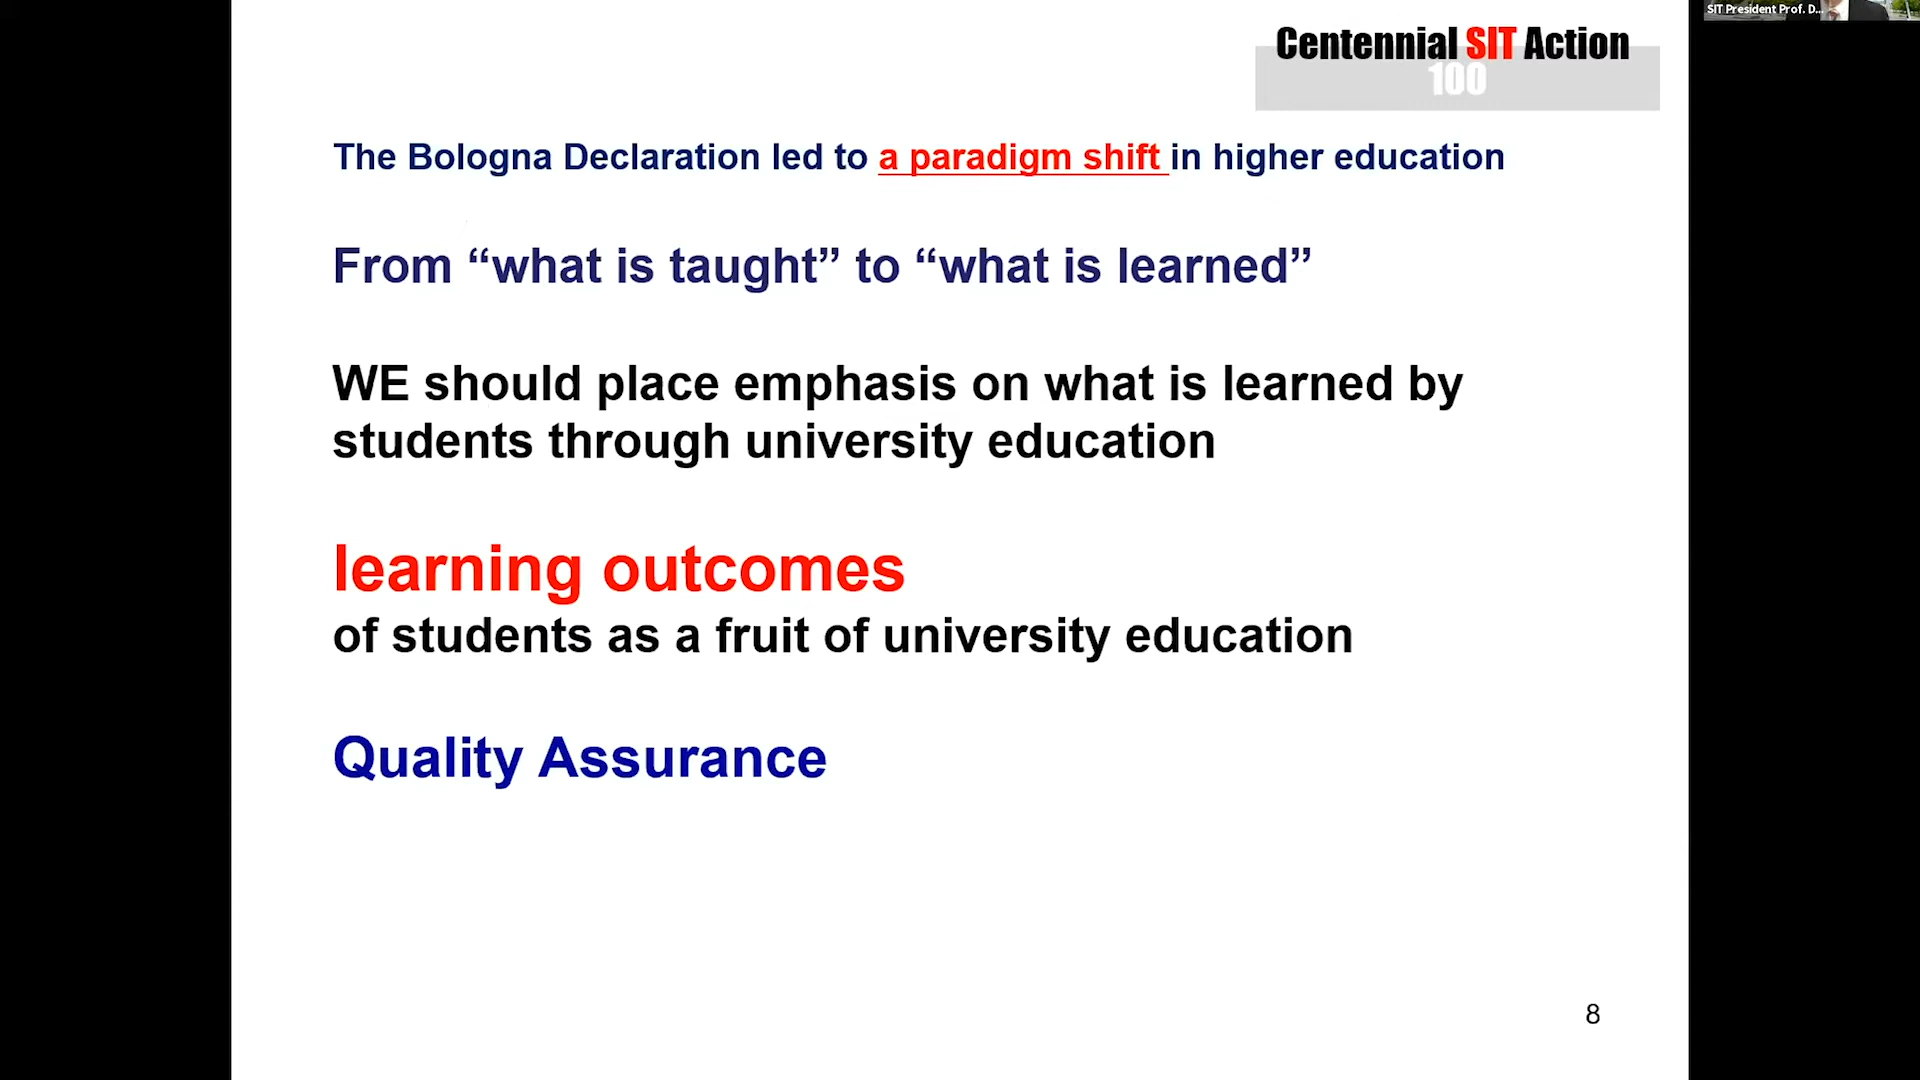 SIT President Prof. D...
Centennial SIT Action
100
The Bologna Declaration led to a paradigm shift in higher education
From “what is taught” to “what is learned”
WE should place emphasis on what is learned by
students through university education
learning outcomes
of students as a fruit of university education
Quality Assurance
8